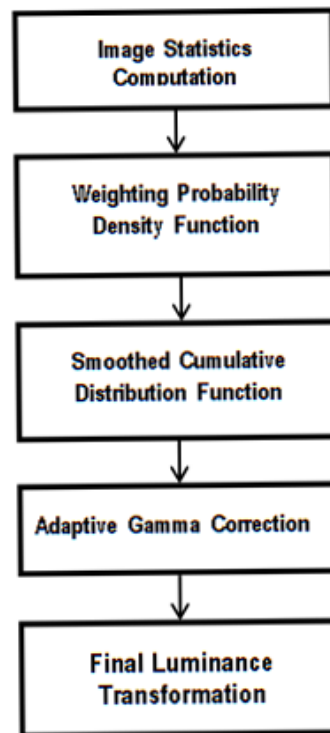 Image Statistics
Computation
Weighting Probability
Density Function
Smoothed Cumulative
Distribution Function
Adaptive Gamma Correction
Final Luminance
Transformation